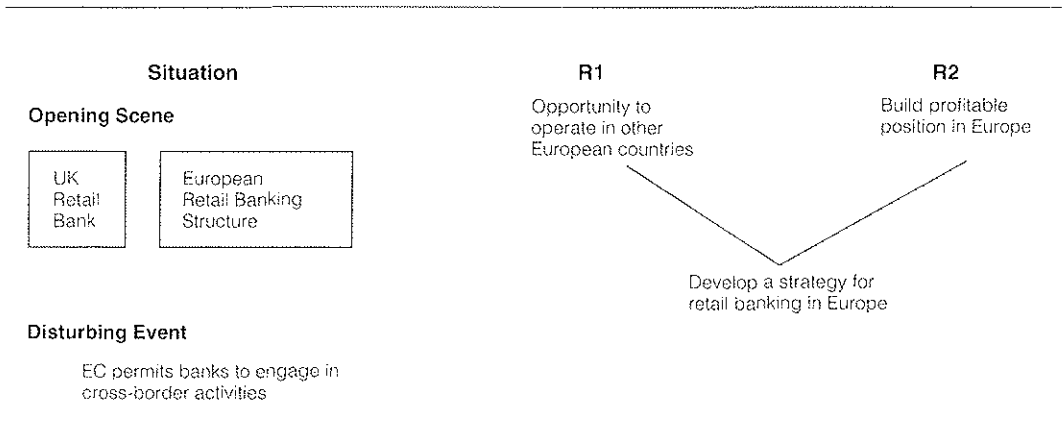 Situation
Opening Scene
UK
Retail
Bank
European
Retail Banking
Structure
Disturbing Event
EC permits banks to engage in
cross-border activities
R1
Opportunity to
operate in other
European countries
R2
Build profitable
position in Europe
Develop a strategy for
retail banking in Europe